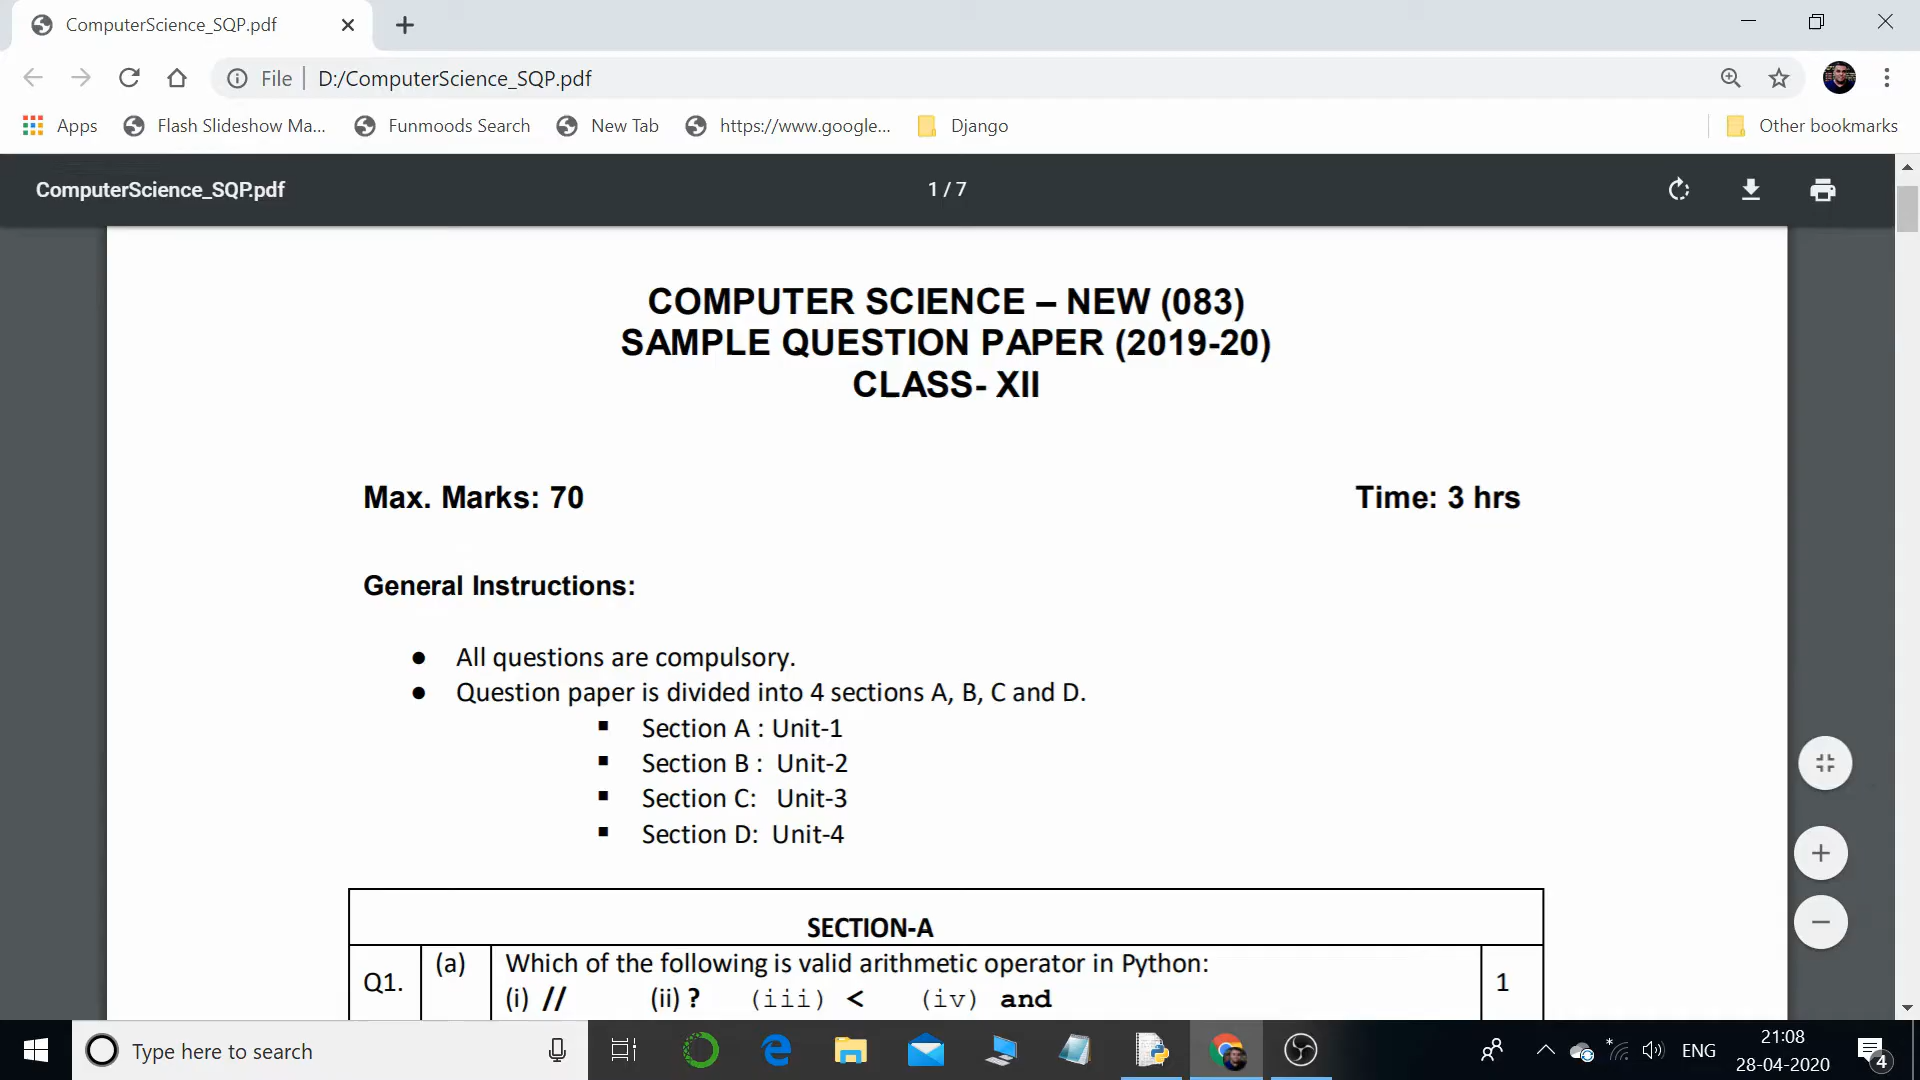 ComputerScience_SQP.pdf
File D:/ComputerScience_SQP.pdf
Apps Flash Slideshow Ma... Funmoods Search New Tab https://www.google... Django Other bookmarks
ComputerScience_SQP.pdf 1 / 7
COMPUTER SCIENCE – NEW (083)
SAMPLE QUESTION PAPER (2019-20)
CLASS- XII
Max. Marks: 70 Time: 3 hrs
General Instructions:
● All questions are compulsory.
● Question paper is divided into 4 sections A, B, C and D.
▪ Section A : Unit-1
▪ Section B : Unit-2
▪ Section C: Unit-3
▪ Section D: Unit-4
SECTION-A
Q1. (a) Which of the following is valid arithmetic operator in Python: 1
(i) // (ii) ? (iii) < (iv) and
Type here to search
ENG 21:08
28-04-2020 4